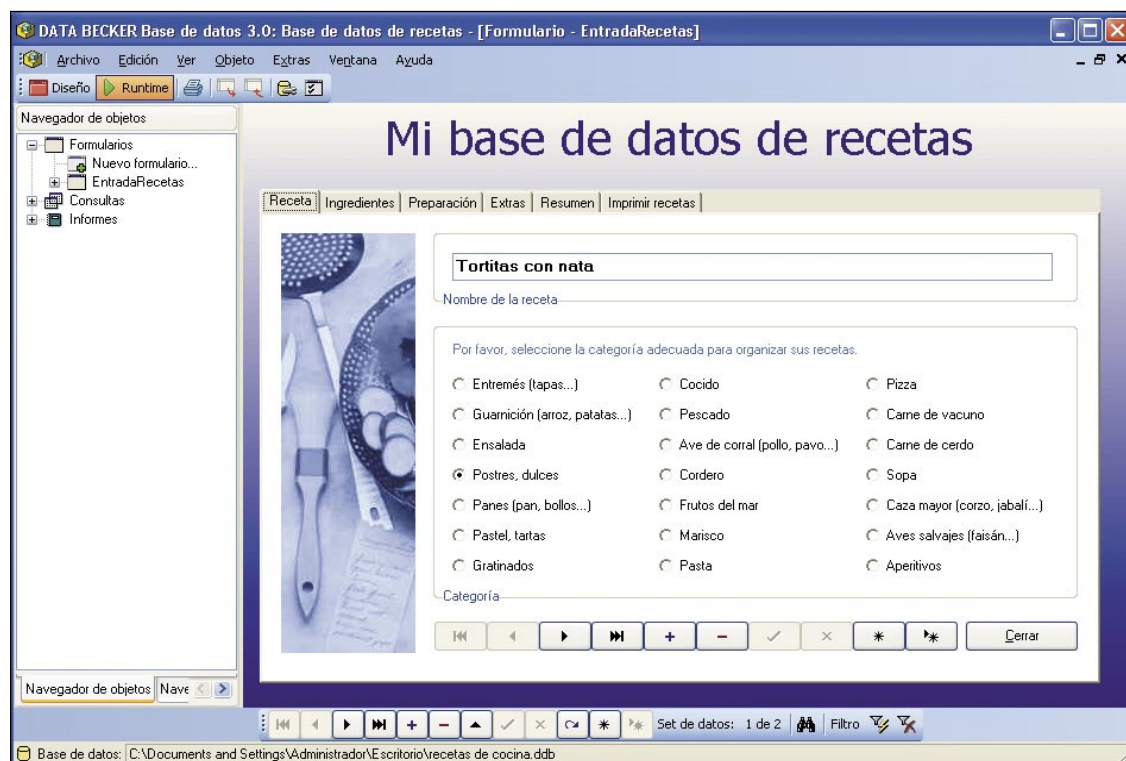 DATA BECKER Base de datos 3.0: Base de datos de recetas - [Formulario - EntradaRecetas]
Archivo Edición Ver Objeto Extras Ventana Ayuda
Diseño Runtime
Navegador de objetos
Formularios
Nuevo formulario...
EntradaRecetas
Consultas
Informes
Mi base de datos de recetas
Receta Ingredientes Preparación Extras Resumen Imprimir recetas
Tortitas con nata
Nombre de la receta
Por favor, seleccione la categoría adecuada para organizar sus recetas.
Entremés (tapas...) Cocido Pizza
Guarnición (arroz, patatas...) Pescado Carne de vacuno
Ensalada Ave de corral (pollo, pavo...) Carne de cerdo
Postres, dulces Cordero Sopa
Panes (pan, bollos...) Frutos del mar Caza mayor (corzo, jabalí...)
Pastel, tartas Marisco Aves salvajes (faisán...)
Gratinados Pasta Aperitivos
Categoría
Cerrar
Navegador de objetos Nave
Set de datos: 1 de 2 Filtro
Base de datos: C:\Documents and Settings\Administrador\Escritorio\recetas de cocina.ddb